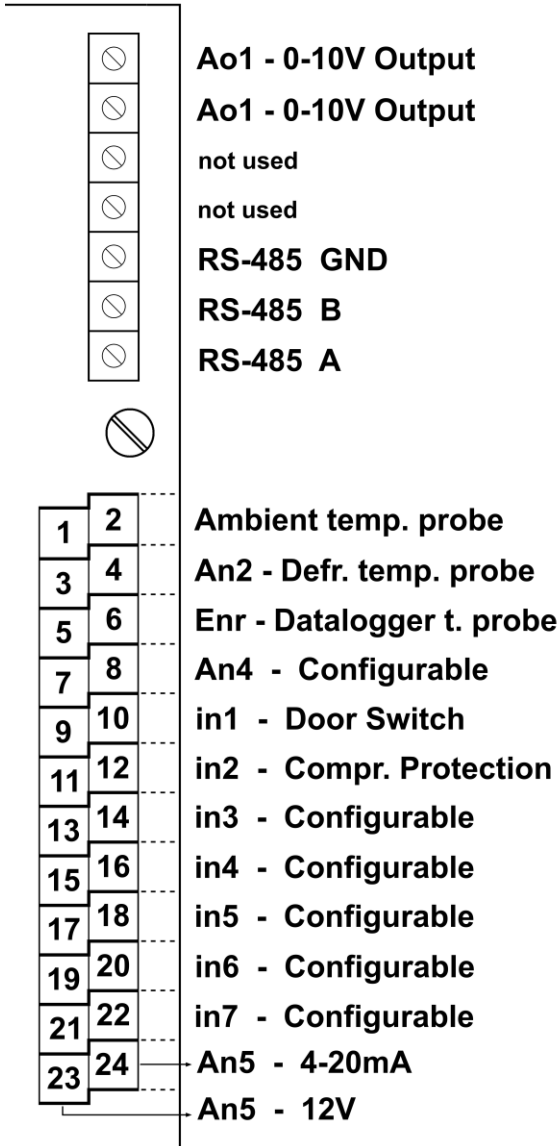 Ao1 - 0-10V Output
Ao1 - 0-10V Output
not used
not used
RS-485 GND
RS-485 B
RS-485 A
1 2 Ambient temp. probe
3 4 An2 - Defr. temp. probe
5 6 Enr - Datalogger t. probe
7 8 An4 - Configurable
9 10 in1 - Door Switch
11 12 in2 - Compr. Protection
13 14 in3 - Configurable
15 16 in4 - Configurable
17 18 in5 - Configurable
19 20 in6 - Configurable
21 22 in7 - Configurable
23 24 An5 - 4-20mA
An5 - 12V